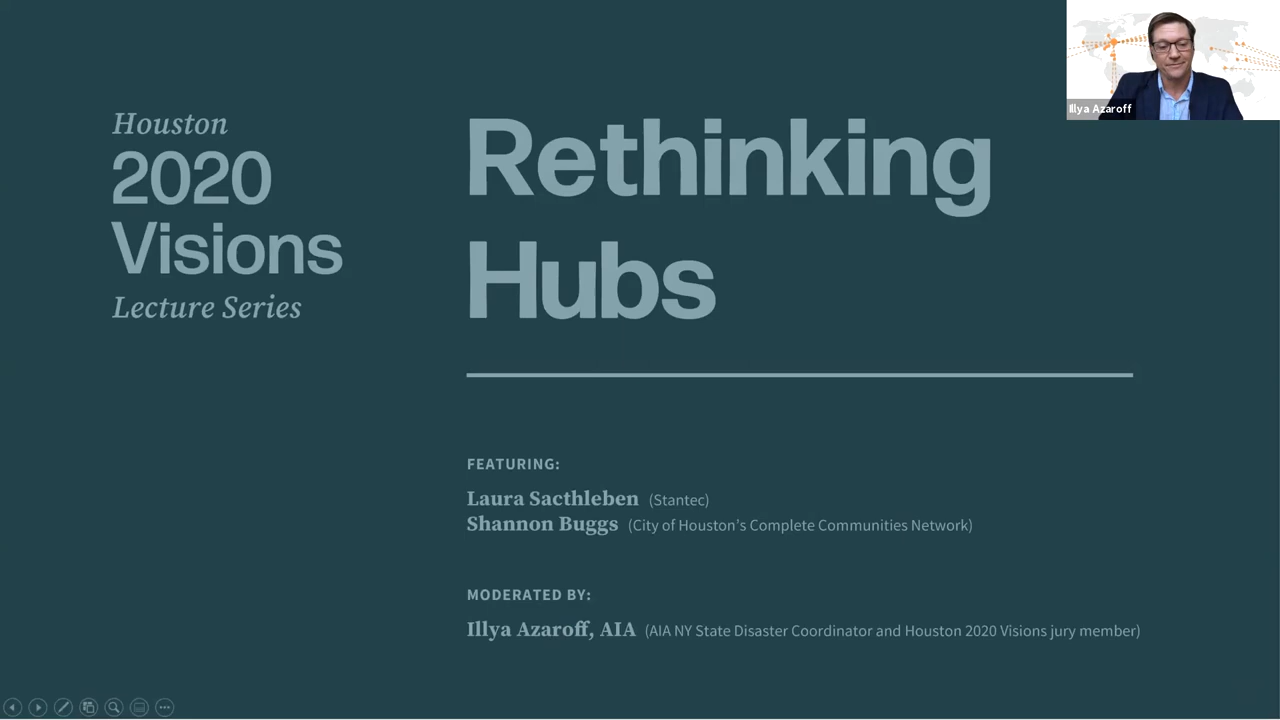 Houston
2020
Visions
Lecture Series
Rethinking
Hubs
FEATURING:
Laura Sacthleben (Stantec)
Shannon Buggs (City of Houston’s Complete Communities Network)
MODERATED BY:
Illya Azaroff, AIA (AIA NY State Disaster Coordinator and Houston 2020 Visions jury member)
Illya Azaroff